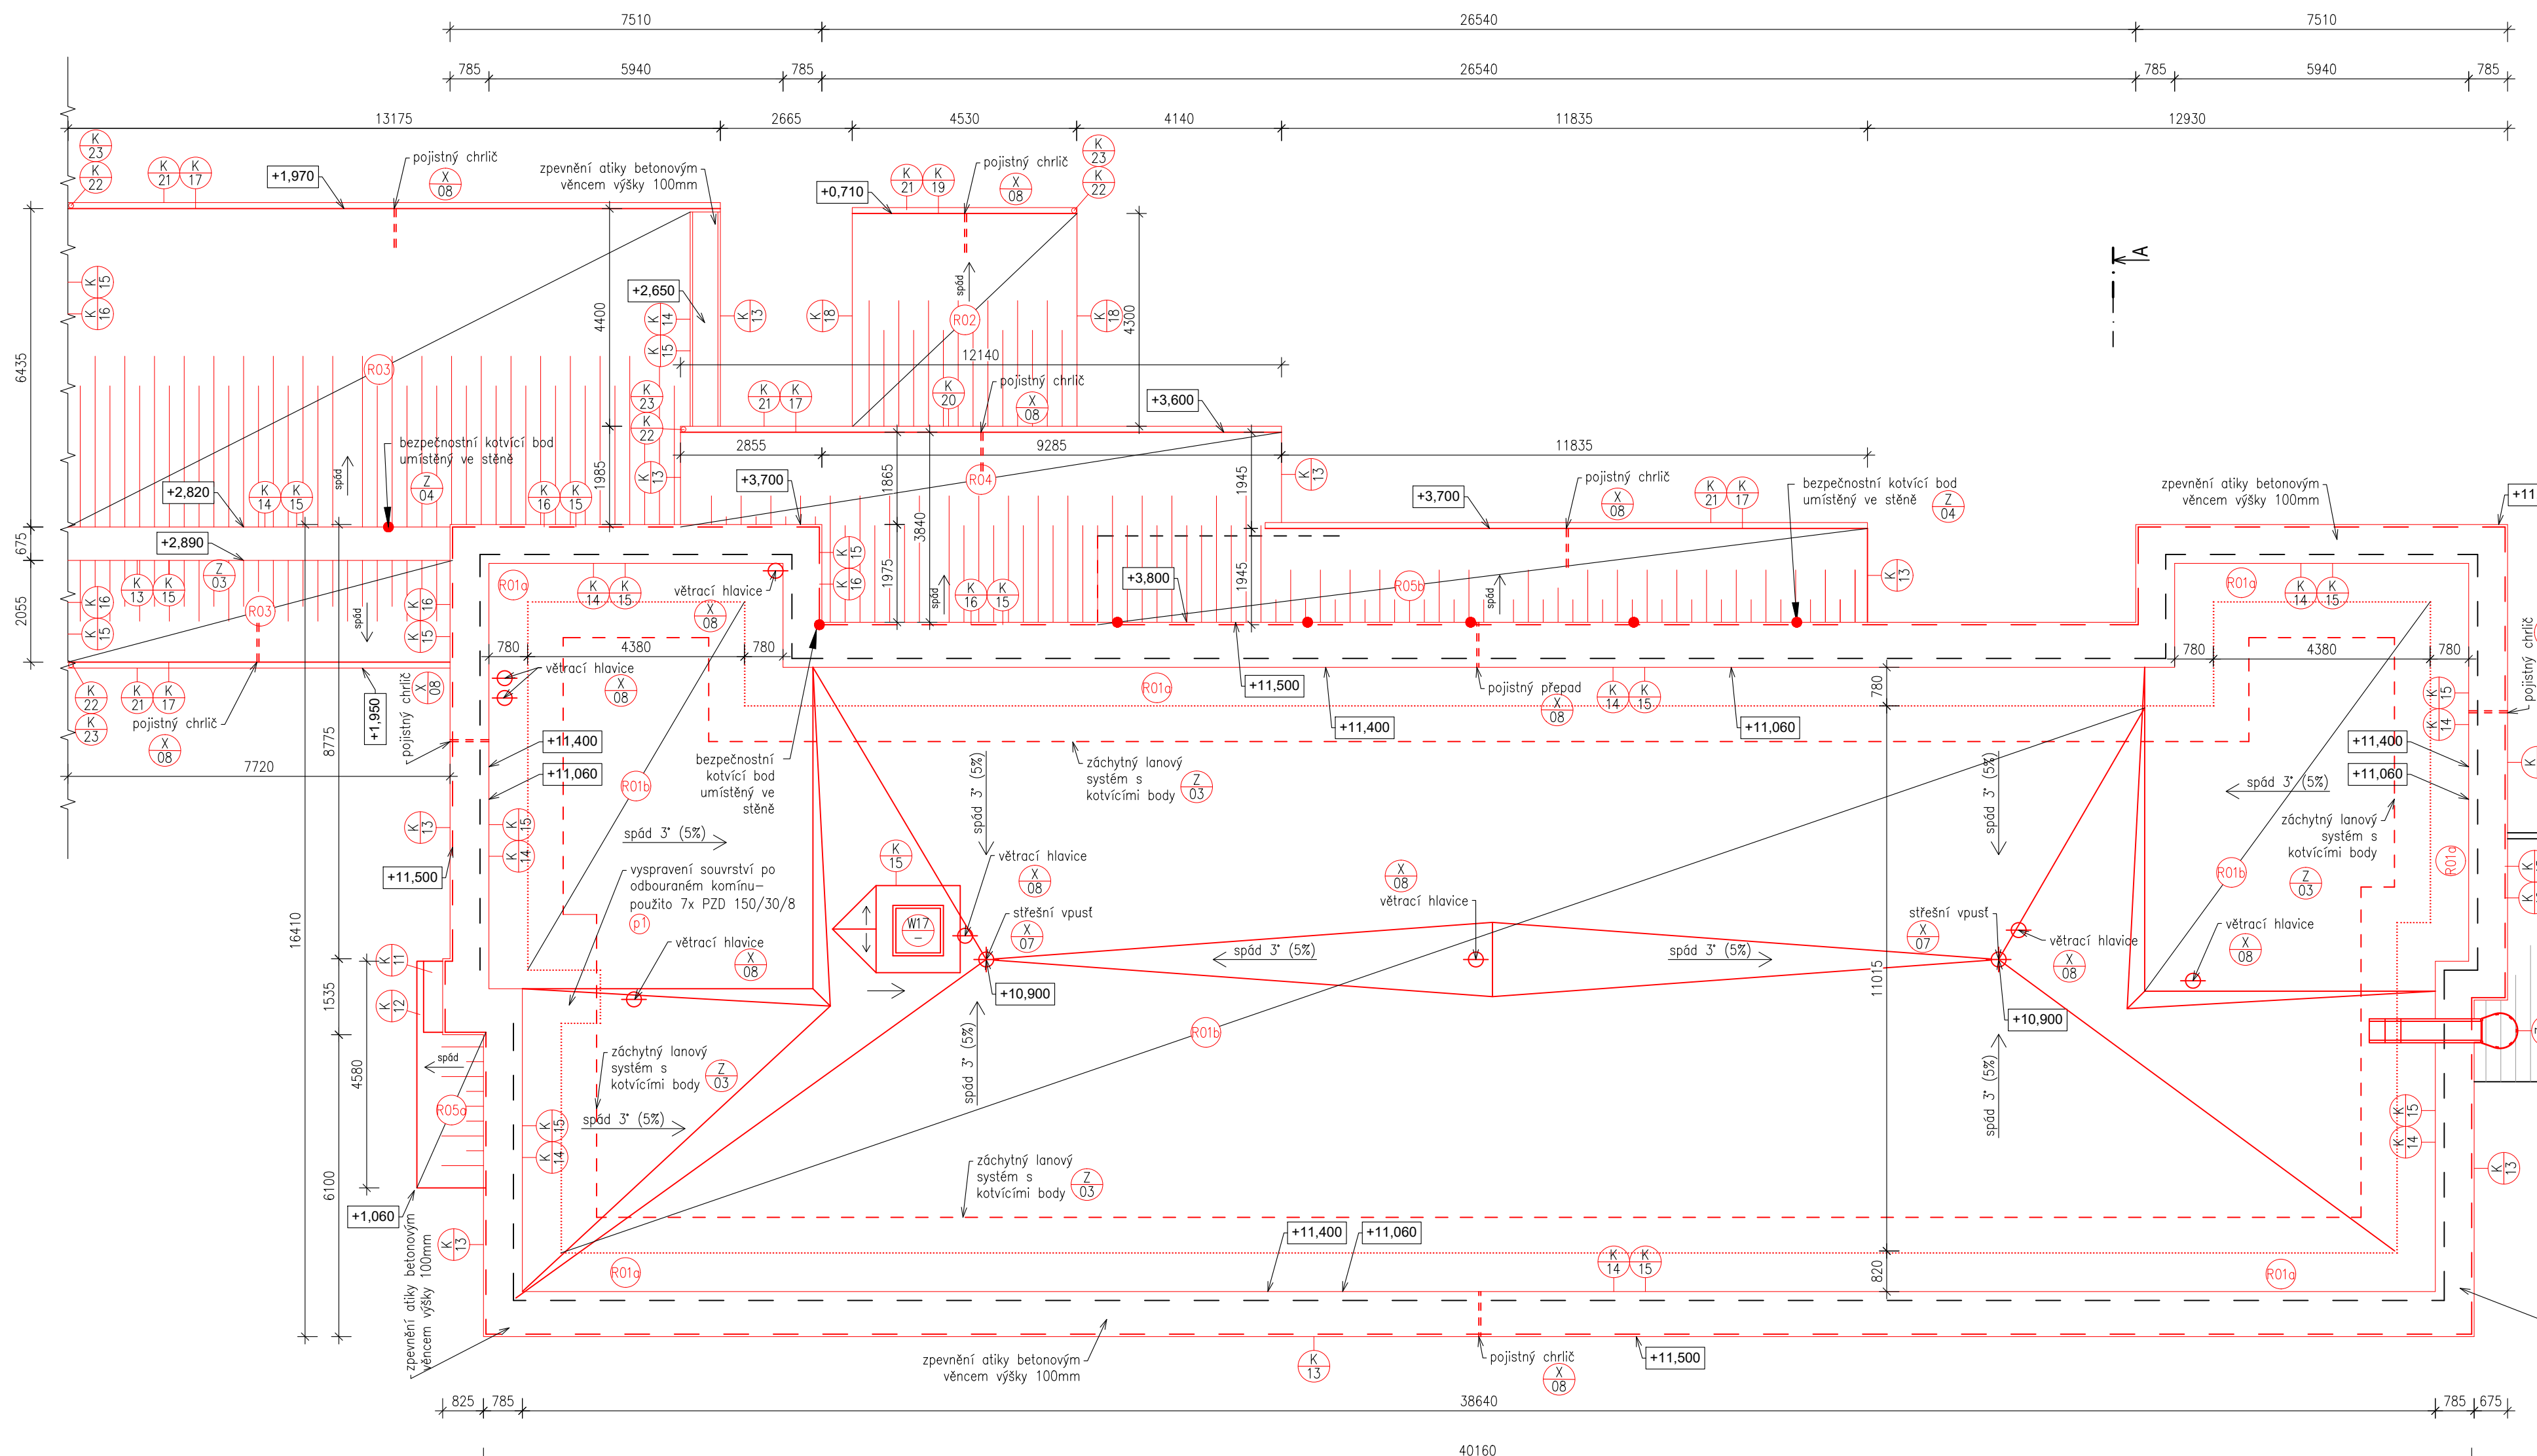 7510
26540
7510
785
5940
785
26540
785
5940
785
13175
2665
4530
4140
11835
12930
K
23
K
22
K
21
K
17
+1,970
pojistný chrlič
X
08
zpevnění atiky betonovým
věncem výšky 100mm
+0,710
K
21
K
19
pojistný chrlič
X
08
K
23
K
22
A
K
15
K
16
6435
4400
+2,650
K
14
K
15
K
13
K
18
spád
R02
K
18
4300
12140
R03
K
23
K
22
K
21
K
17
K
20
pojistný chrlič
X
08
+3,600
2855
9285
11835
bezpečnostní kotvící bod
umístěný ve stěně
Z
04
spád
+2,820
K
14
K
15
K
16
K
15
1985
K
13
+3,700
1865
R04
3840
1945
K
13
+3,700
pojistný chrlič
X
08
K
21
K
17
bezpečnostní kotvící bod
umístěný ve stěně
Z
04
zpevnění atiky betonovým
věncem výšky 100mm
+11
675
+2,890
2055
K
16
K
15
K
13
K
15
Z
03
R03
spád
K
16
K
15
R01a
K
14
K
15
větrací hlavice
X
08
K
15
K
16
1975
spád
K
16
K
15
+3,800
1945
R05b
spád
K
13
R01a
K
14
K
15
780
4380
780
větrací hlavice
X
08
K
22
K
23
K
21
K
17
pojistný chrlič
X
08
+1,950
X
08
pojistný chrlič
8775
7720
R01a
+11,500
+11,400
pojistný přepad
X
08
K
14
K
15
+11,060
780
780
4380
780
K
15
K
14
pojistný chrlič
+11,400
+11,060
+11,400
+11,060
R01b
bezpečnostní
kotvící bod
umístěný ve
stěně
spád 3° (5%)
záchytný lanový
systém s
kotvícími body
Z
03
spád 3° (5%)
spád 3° (5%)
záchytný lanový
systém s
kotvícími body
Z
03
K
K
13
K
15
K
14
spád 3° (5%)
+11,500
vyspravení souvrství po
odbouraném komínu–
použito 7x PZD 150/30/8
p1
K
15
W17
–
větrací hlavice
X
08
střešní vpusť
X
07
X
08
větrací hlavice
střešní vpusť
X
07
větrací hlavice
X
08
R01b
R01a
větrací hlavice
X
08
K
K
16410
K
11
K
12
1535
větrací hlavice
X
08
spád 3° (5%)
spád 3° (5%)
+10,900
11015
+10,900
4580
spád
R05a
6100
+1,060
záchytný lanový
systém s
kotvícími body
Z
03
spád 3° (5%)
K
15
K
14
spád 3° (5%)
R01b
spád 3° (5%)
K
15
K
14
K
13
záchytný lanový
systém s
kotvícími body
Z
03
K
13
zpevnění atiky betonovým
věncem výšky 100mm
R01a
+11,400
+11,060
K
14
K
15
820
R01a
zpevnění atiky betonovým
věncem výšky 100mm
K
13
pojistný chrlič
X
08
+11,500
825
785
38640
785
675
40160